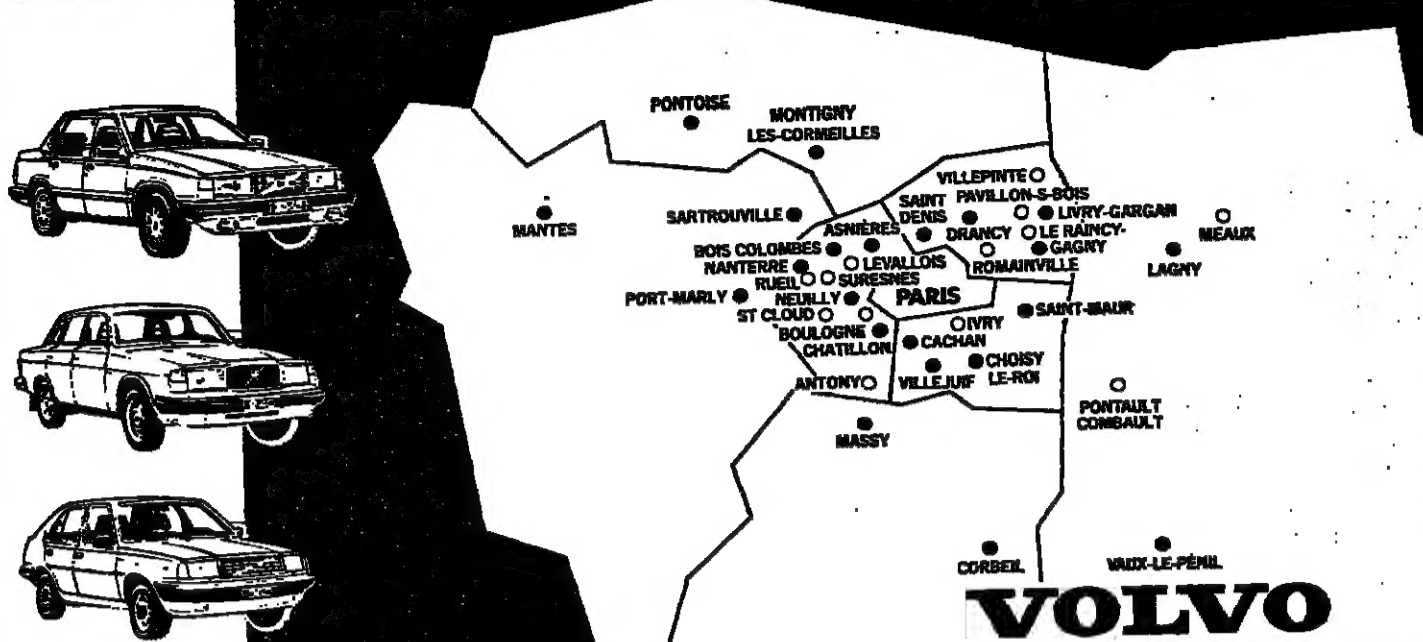 PONTOISE
MONTIGNY
LES-CORMEILLES
VILLEPINTE
PAVILLON-S-BOIS
SAINT
DENIS
LIVRY-GARGAN
MANTES
SARTROUVILLE
ASNIÈRES
DRANCY
LE RAINCY-
GAGNY
MEAUX
BOIS COLOMBES
LEVALLOIS
ROMAINVILLE
LAGNY
NANTERRE
RUEIL
SURESNES
PORT-MARLY
NEUILLY
PARIS
ST CLOUD
IVRY
SAINT-MAUR
BOULOGNE
CHATILLON
CACHAN
CHOISY
LE-ROI
ANTONY
VILLEJUIF
PONTAULT
COMBAULT
MASSY
CORBEIL
VAUX-LE-PÉNIL
VOLVO